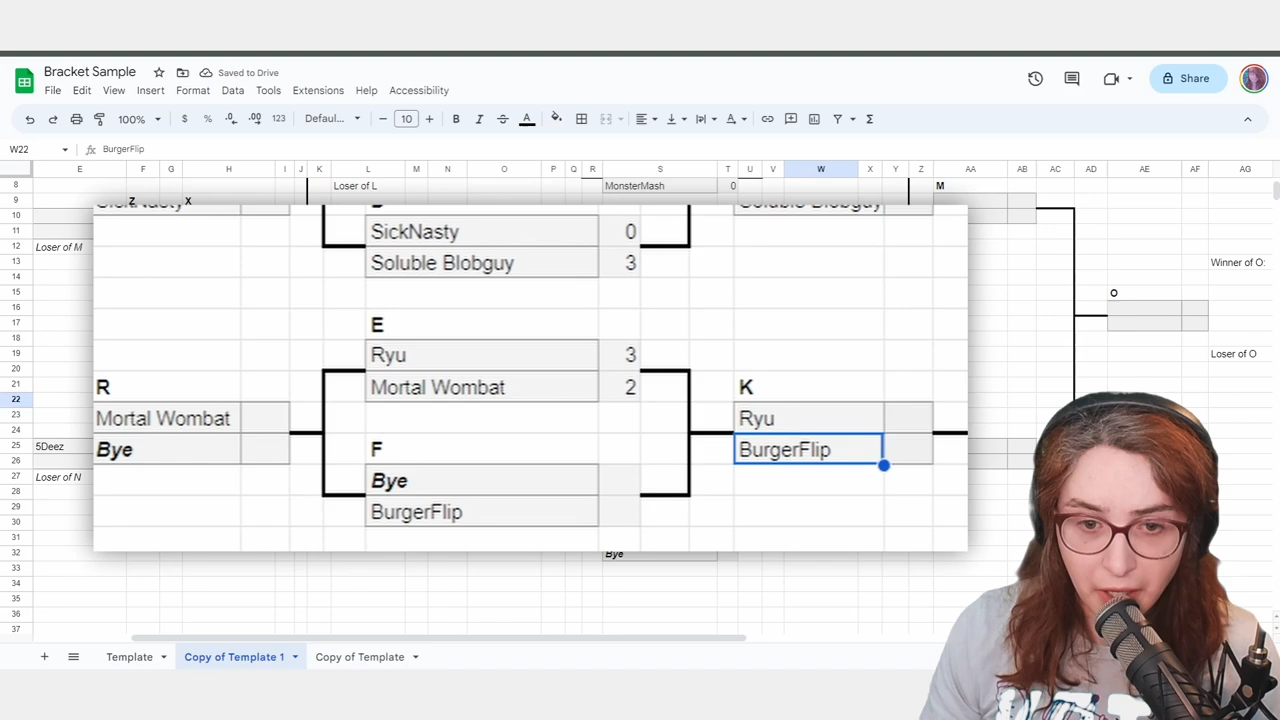 Bracket Sample
Saved to Drive
File Edit View Insert Format Data Tools Extensions Help Accessibility
Share
100% $ % .0 .00 123 Defaul... 10 B I A
W22 fx BurgerFlip
E F G H I J K L M N O P Q R S T U V W X Y Z AA AB AC AD AE AF AG
8 Loser of L MonsterMash 0
9 Z X M
10
11
12 Loser of M
13 Winner of O:
14
15 O
16
17
18
19 Loser of O
20
21
22
23
24
25 5Deez
26
27 Loser of N
28
29
30
31
32 Bye
33
34
35
36
37
SickNasty 0
Soluble Blobguy 3
E
Ryu 3
Mortal Wombat 2
R K
Mortal Wombat Ryu
Bye F BurgerFlip
Bye
BurgerFlip
Template Copy of Template 1 Copy of Template